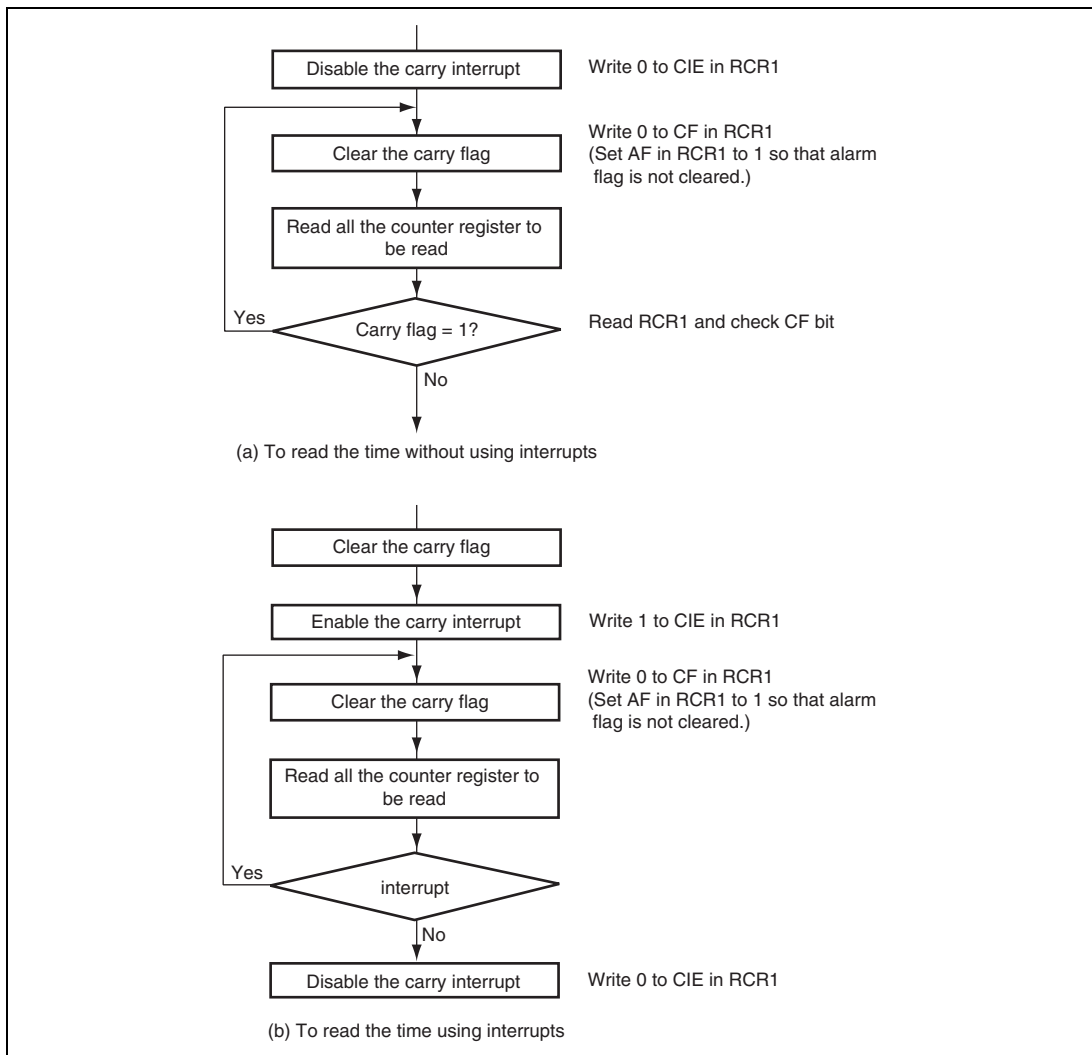 Disable the carry interrupt
Write 0 to CIE in RCR1
Clear the carry flag
Write 0 to CF in RCR1
(Set AF in RCR1 to 1 so that alarm
flag is not cleared.)
Read all the counter register to
be read
Yes
Carry flag = 1?
Read RCR1 and check CF bit
No
(a) To read the time without using interrupts
Clear the carry flag
Enable the carry interrupt
Write 1 to CIE in RCR1
Clear the carry flag
Write 0 to CF in RCR1
(Set AF in RCR1 to 1 so that alarm
flag is not cleared.)
Read all the counter register to
be read
Yes
interrupt
No
Disable the carry interrupt
Write 0 to CIE in RCR1
(b) To read the time using interrupts